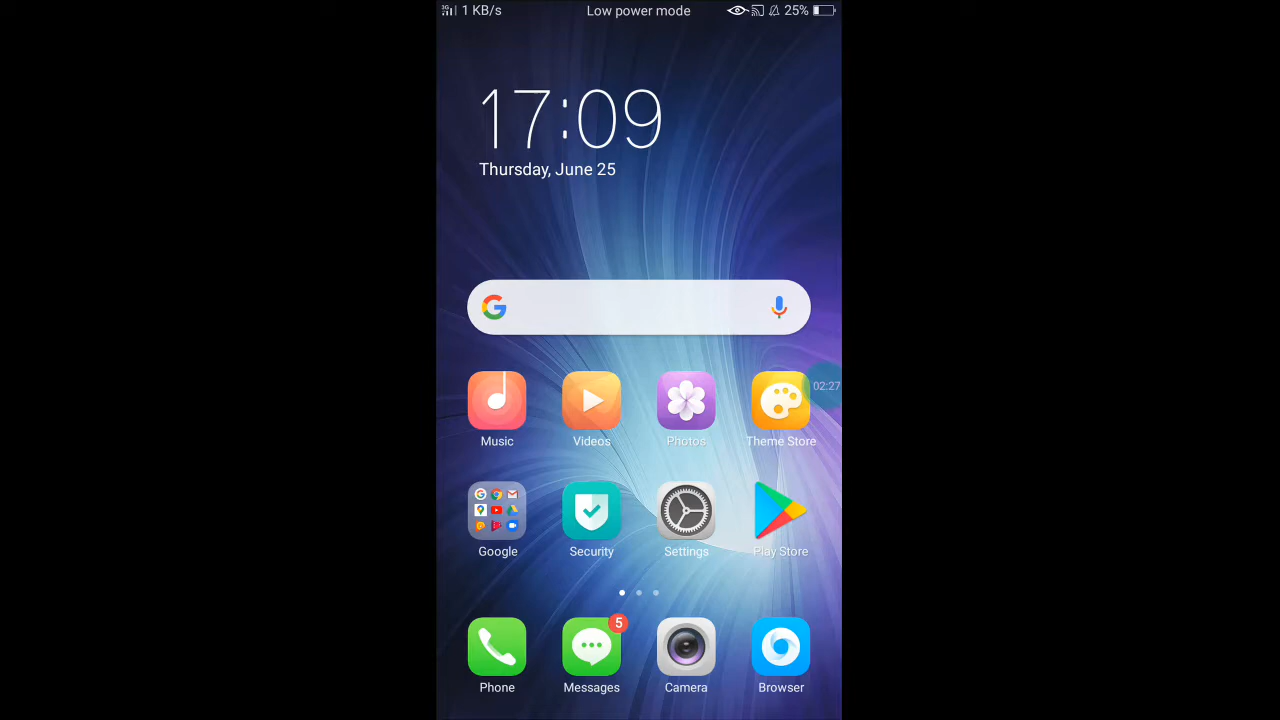 3G 1 KB/s Low power mode 25%
17:09
Thursday, June 25
02:27
Music Videos Photos Theme Store
Google Security Settings Play Store
5
Phone Messages Camera Browser